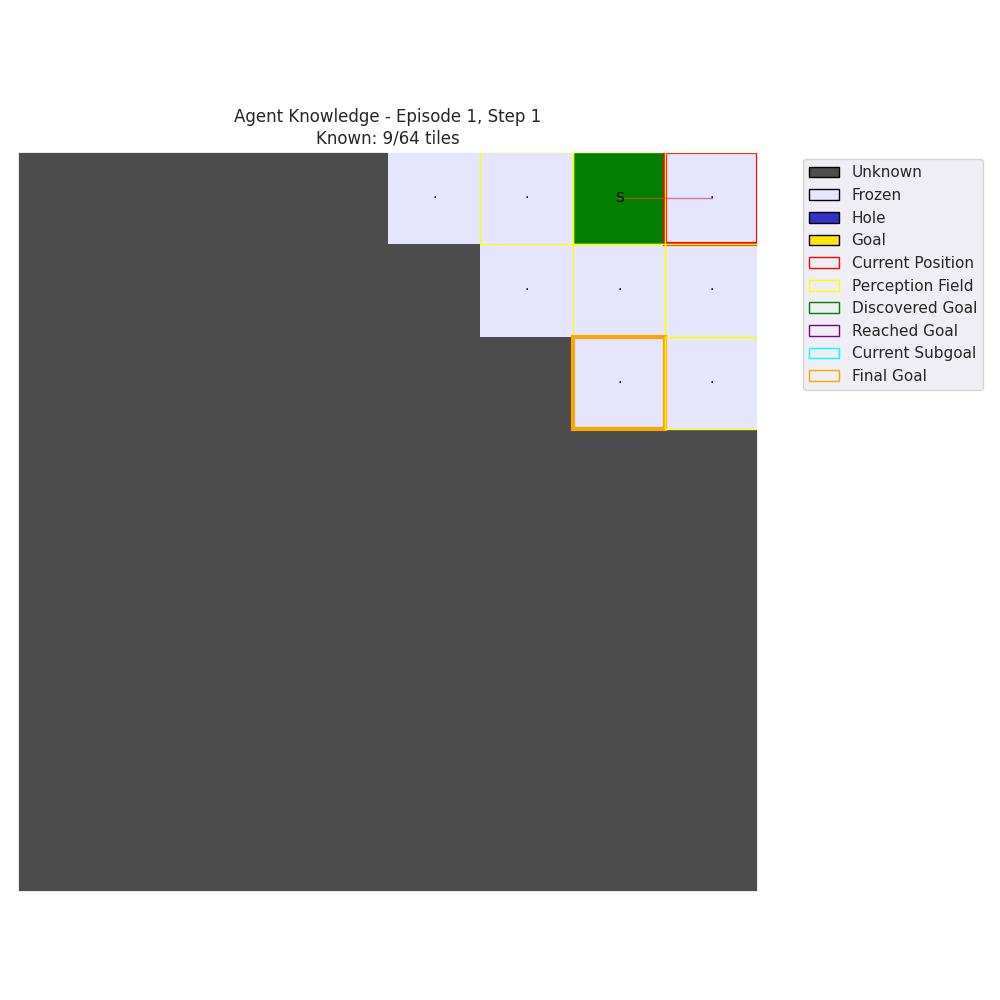 Agent Knowledge - Episode 1, Step 1
Known: 9/64 tiles
. . S .
. . .
. .
Unknown
Frozen
Hole
Goal
Current Position
Perception Field
Discovered Goal
Reached Goal
Current Subgoal
Final Goal